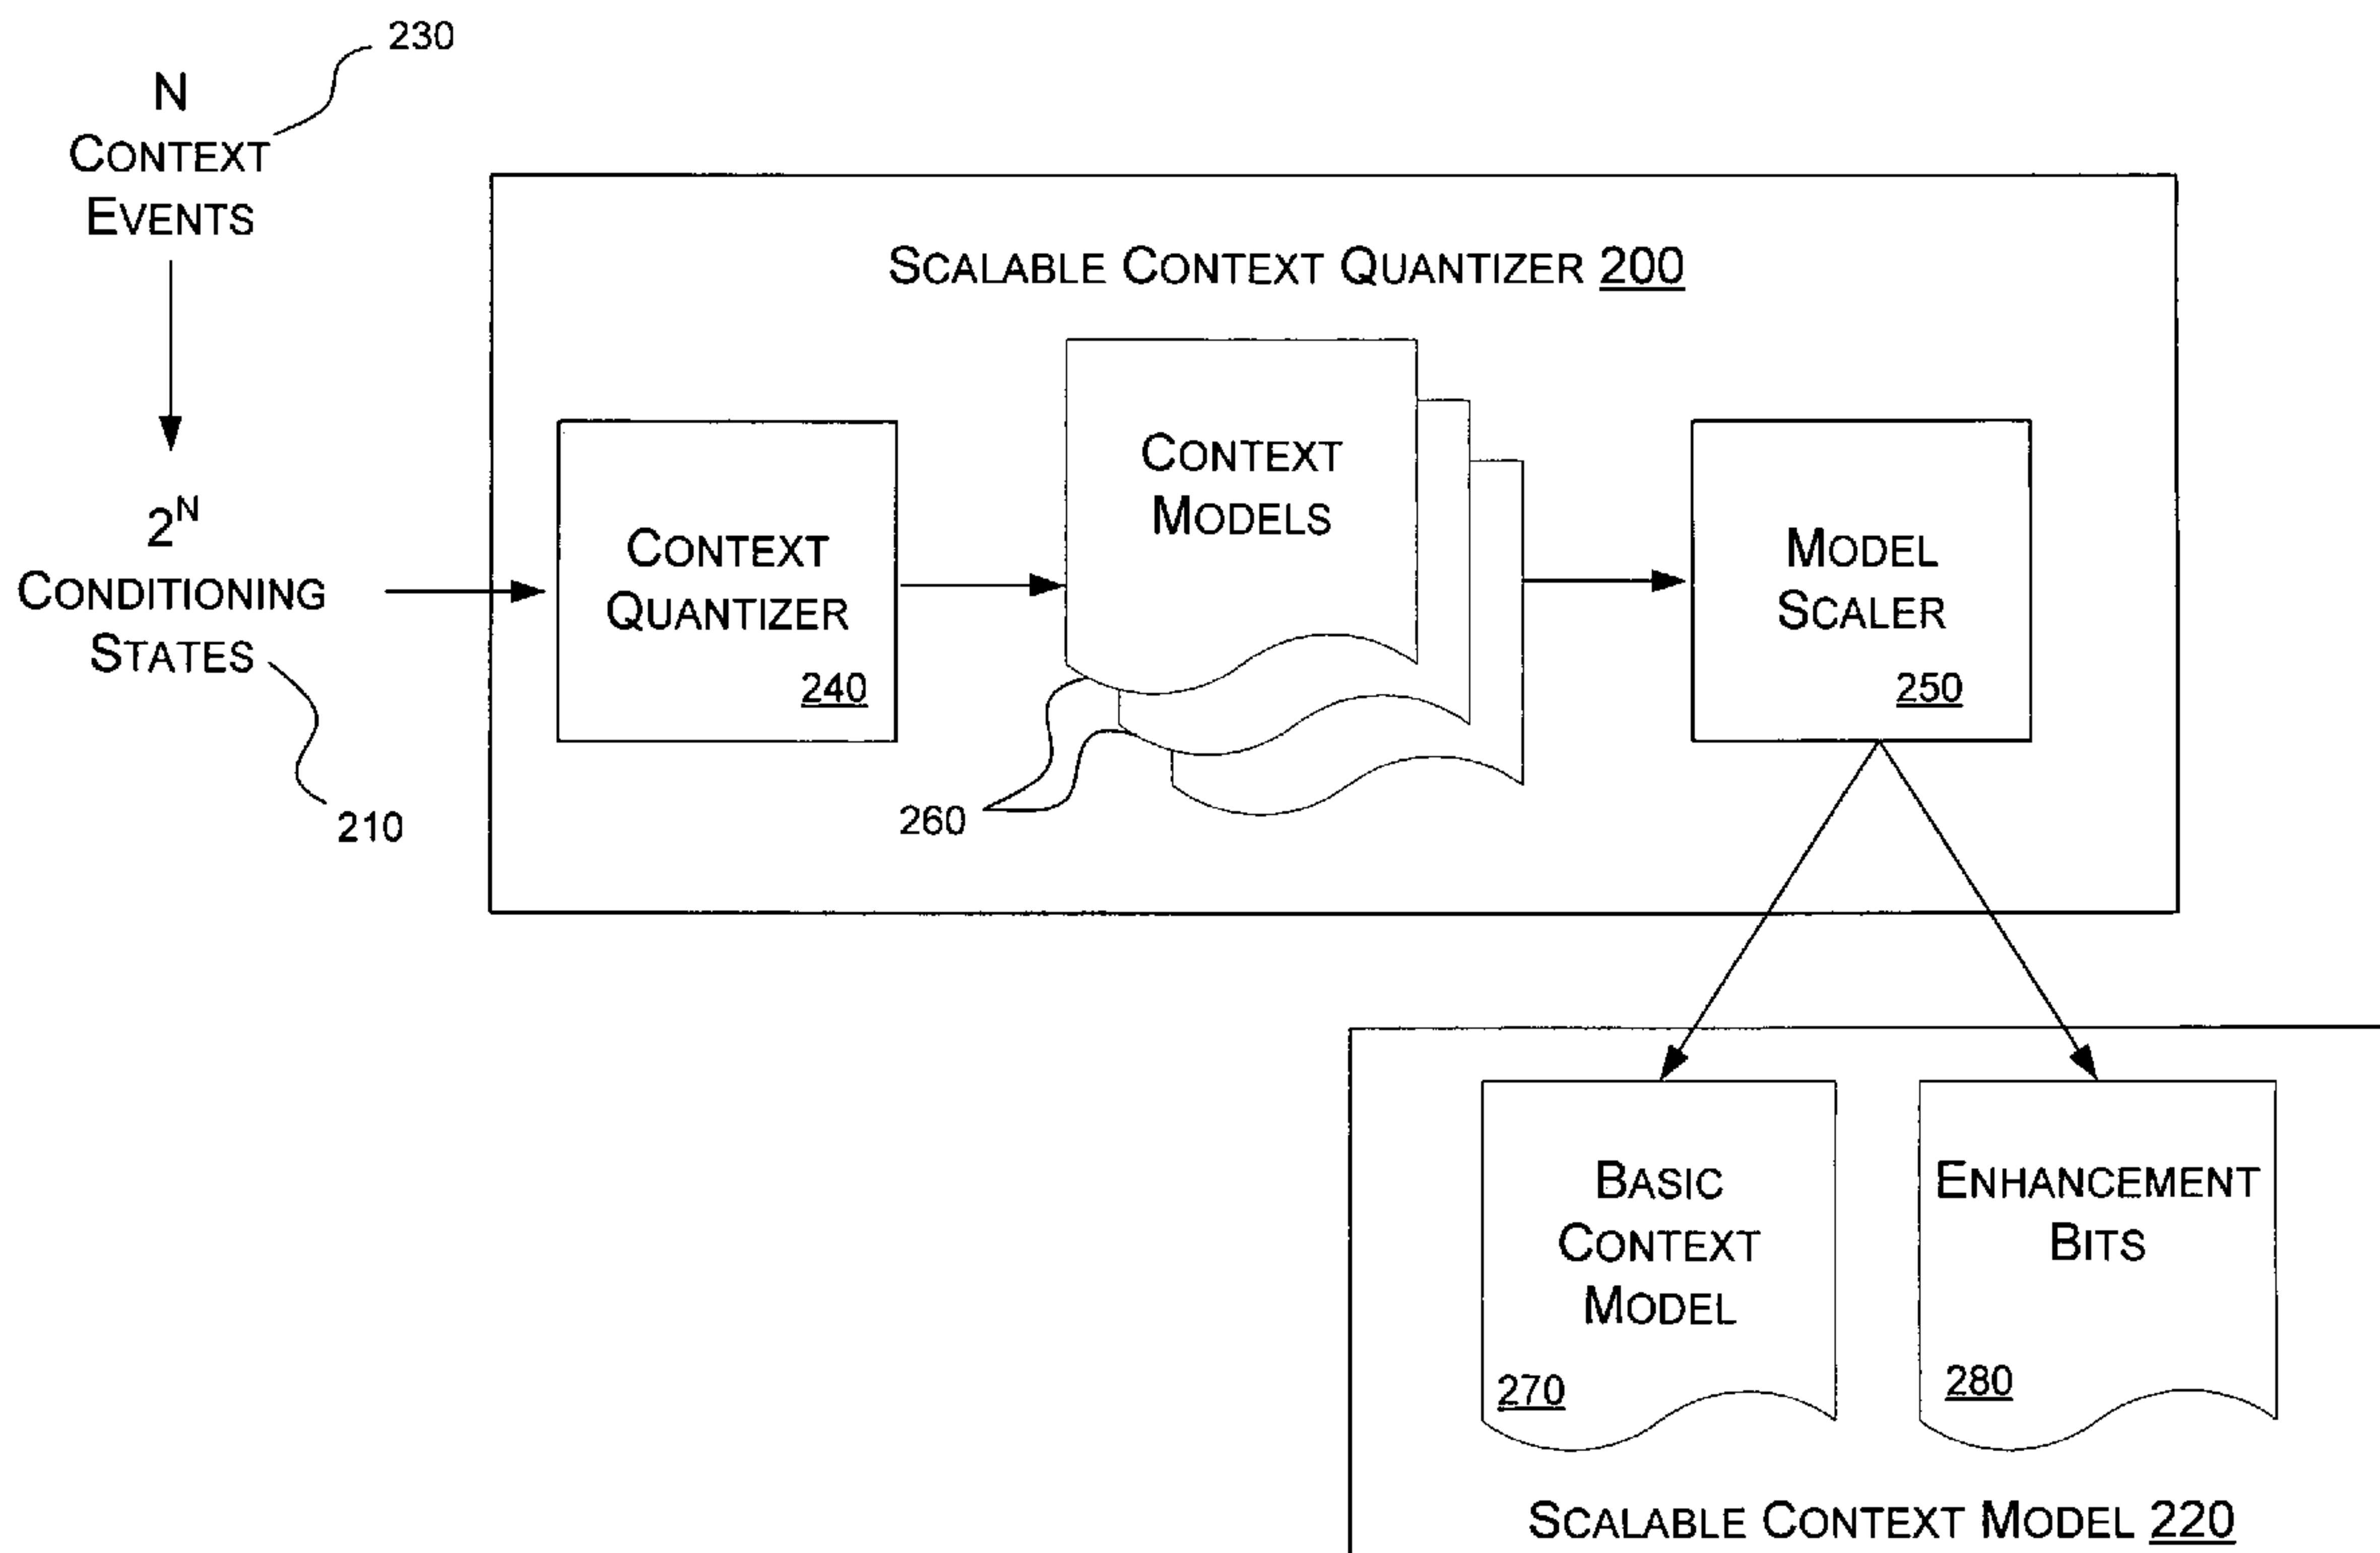 230
N
CONTEXT
EVENTS
2^N
CONDITIONING
STATES
210
SCALABLE CONTEXT QUANTIZER 200
CONTEXT
QUANTIZER
240
CONTEXT
MODELS
260
MODEL
SCALER
250
BASIC
CONTEXT
MODEL
270
ENHANCEMENT
BITS
280
SCALABLE CONTEXT MODEL 220